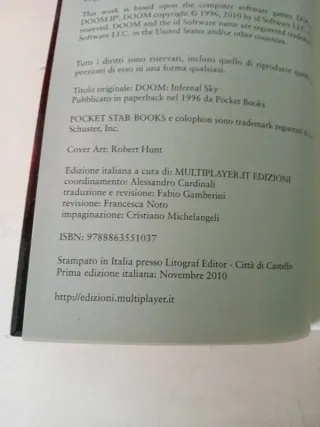 This work is based upon the computer software games
DOOM II®, DOOM copyright © 1996, 2010 by id Software LLC,
reserved. DOOM and the id Software name are registered
Software LLC. in the United States and/or other countries.
Tutti i diritti sono riservati, incluso quello di riprodurre
porzioni di esso in una forma qualsiasi.
Titolo originale: DOOM: Infernal Sky
Pubblicato in paperback nel 1996 da Pocket Books
POCKET STAR BOOKS e colophon sono trademark registrati
Schuster, Inc.
Cover Art: Robert Hunt
Edizione italiana a cura di: MULTIPLAYER.IT EDIZIONI
coordinamento: Alessandro Cardinali
traduzione e revisione: Fabio Gamberini
revisione: Francesca Noto
impaginazione: Cristiano Michelangeli
ISBN: 9788863551037
Stampato in Italia presso Litograf Editor - Città di Castello
Prima edizione italiana: Novembre 2010
http://edizioni.multiplayer.it